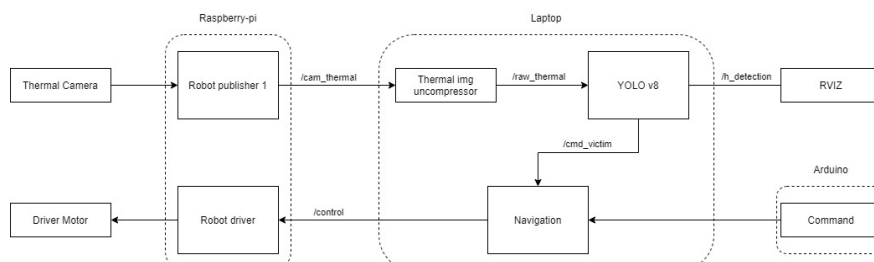 Raspberry-pi
Laptop
/cam_thermal
/raw_thermal
/h_detection
Thermal Camera
Robot publisher 1
Thermal img
uncompressor
YOLO v8
RVIZ
/cmd_victim
Arduino
/control
Driver Motor
Robot driver
Navigation
Command